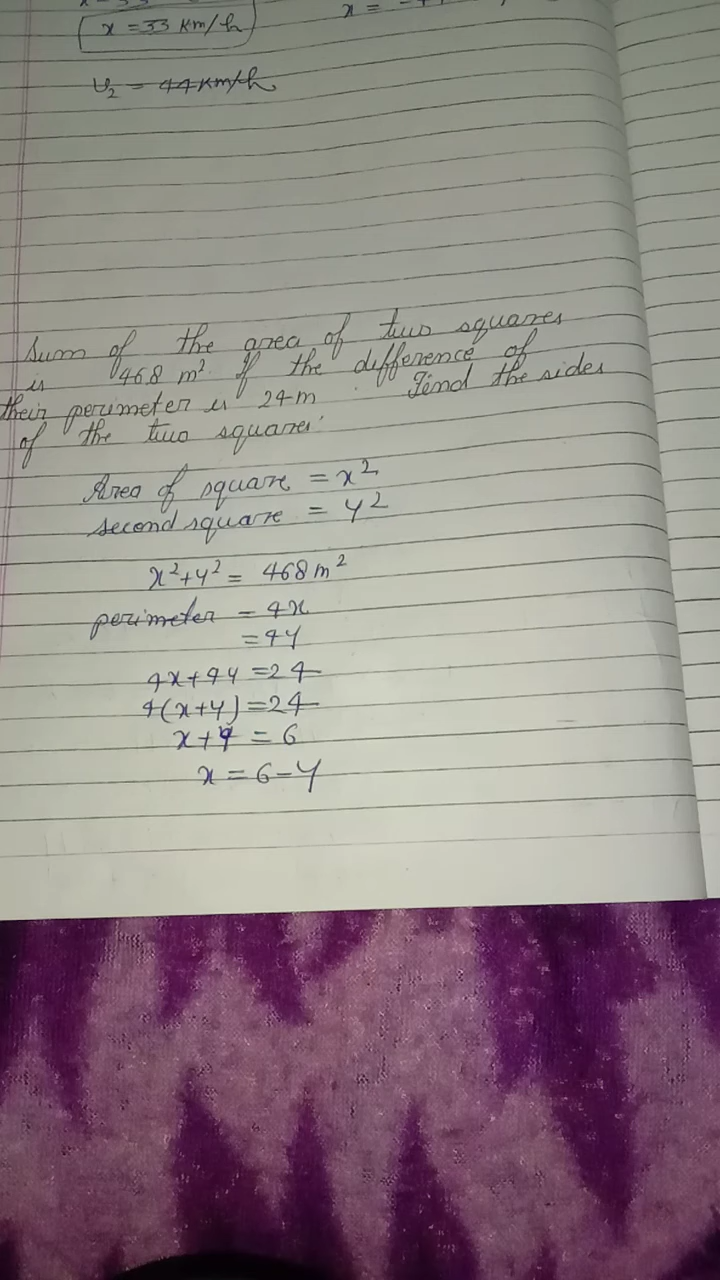 x = 33 km/h
x =
v₂ = 44 km/h
Sum of the area of two squares
is 468 m². If the difference of
their perimeter is 24 m. Find the sides
of the two squares.
Area of square = x²
second square = y²
x²+y² = 468 m²
perimeter = 4x
= 4y
4x+4y = 24
4(x+y) = 24
x+y = 6
x = 6-y